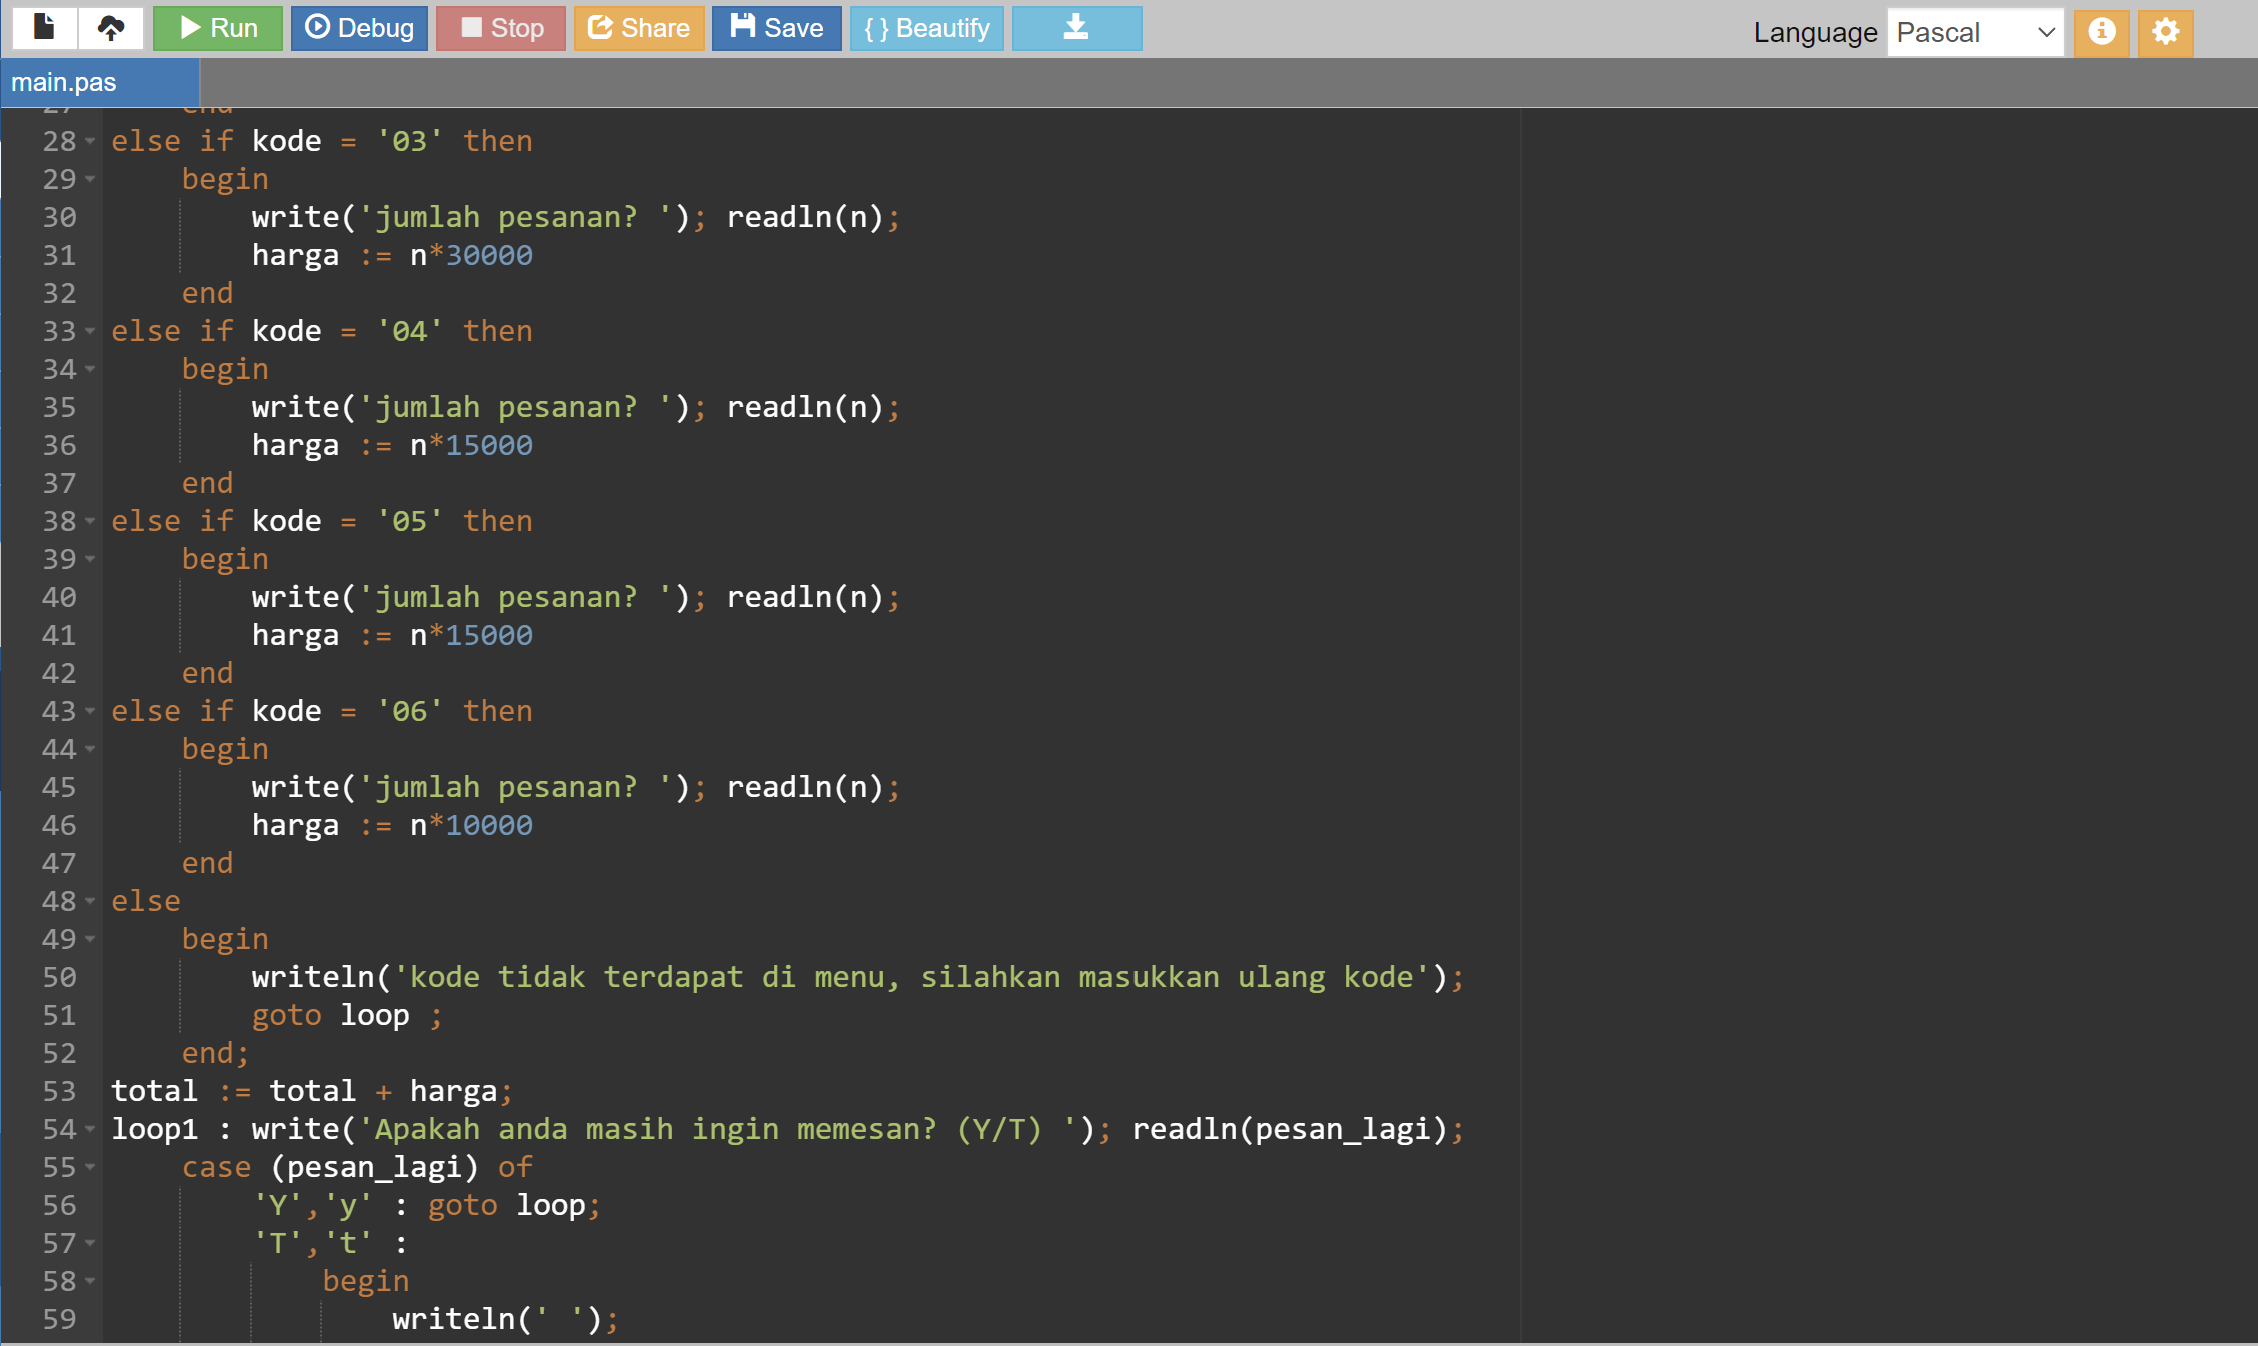 Run Debug Stop Share Save { } Beautify Language Pascal
main.pas
27 end
28 else if kode = '03' then
29 begin
30 write('jumlah pesanan? '); readln(n);
31 harga := n*30000
32 end
33 else if kode = '04' then
34 begin
35 write('jumlah pesanan? '); readln(n);
36 harga := n*15000
37 end
38 else if kode = '05' then
39 begin
40 write('jumlah pesanan? '); readln(n);
41 harga := n*15000
42 end
43 else if kode = '06' then
44 begin
45 write('jumlah pesanan? '); readln(n);
46 harga := n*10000
47 end
48 else
49 begin
50 writeln('kode tidak terdapat di menu, silahkan masukkan ulang kode');
51 goto loop ;
52 end;
53 total := total + harga;
54 loop1 : write('Apakah anda masih ingin memesan? (Y/T) '); readln(pesan_lagi);
55 case (pesan_lagi) of
56 'Y','y' : goto loop;
57 'T','t' :
58 begin
59 writeln(' ');